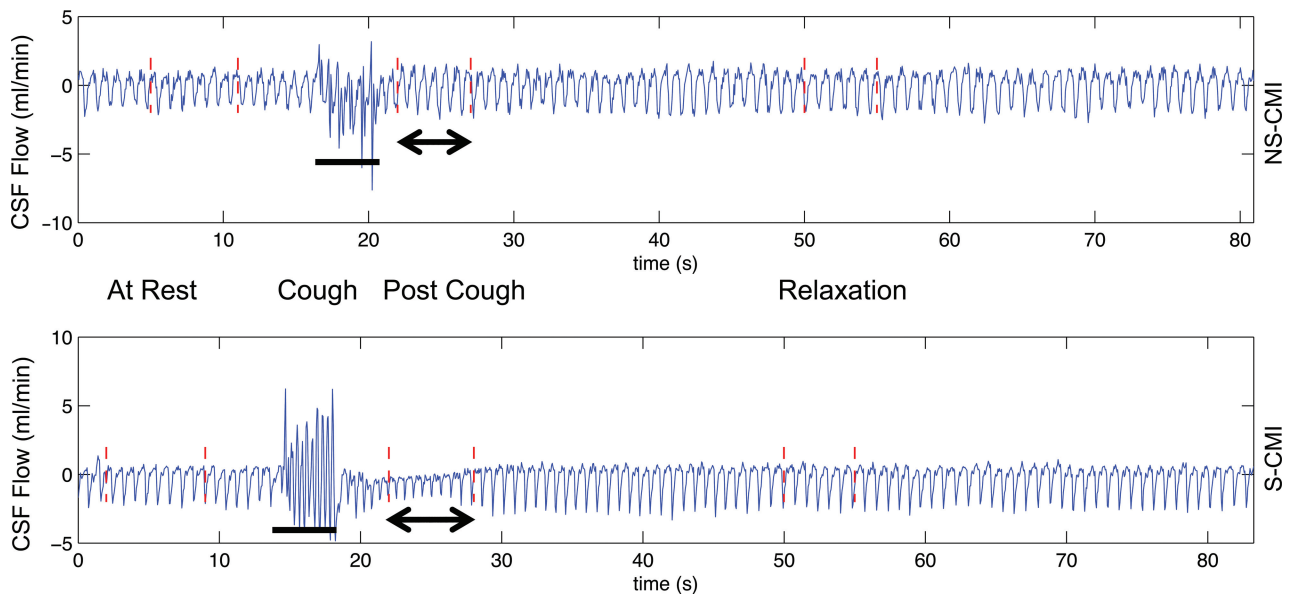 5
0
−5
−10
CSF Flow (ml/min)
NS-CMI
0 10 20 30 40 50 60 70 80
time (s)
At Rest Cough Post Cough Relaxation
10
5
0
−5
CSF Flow (ml/min)
S-CMI
0 10 20 30 40 50 60 70 80
time (s)